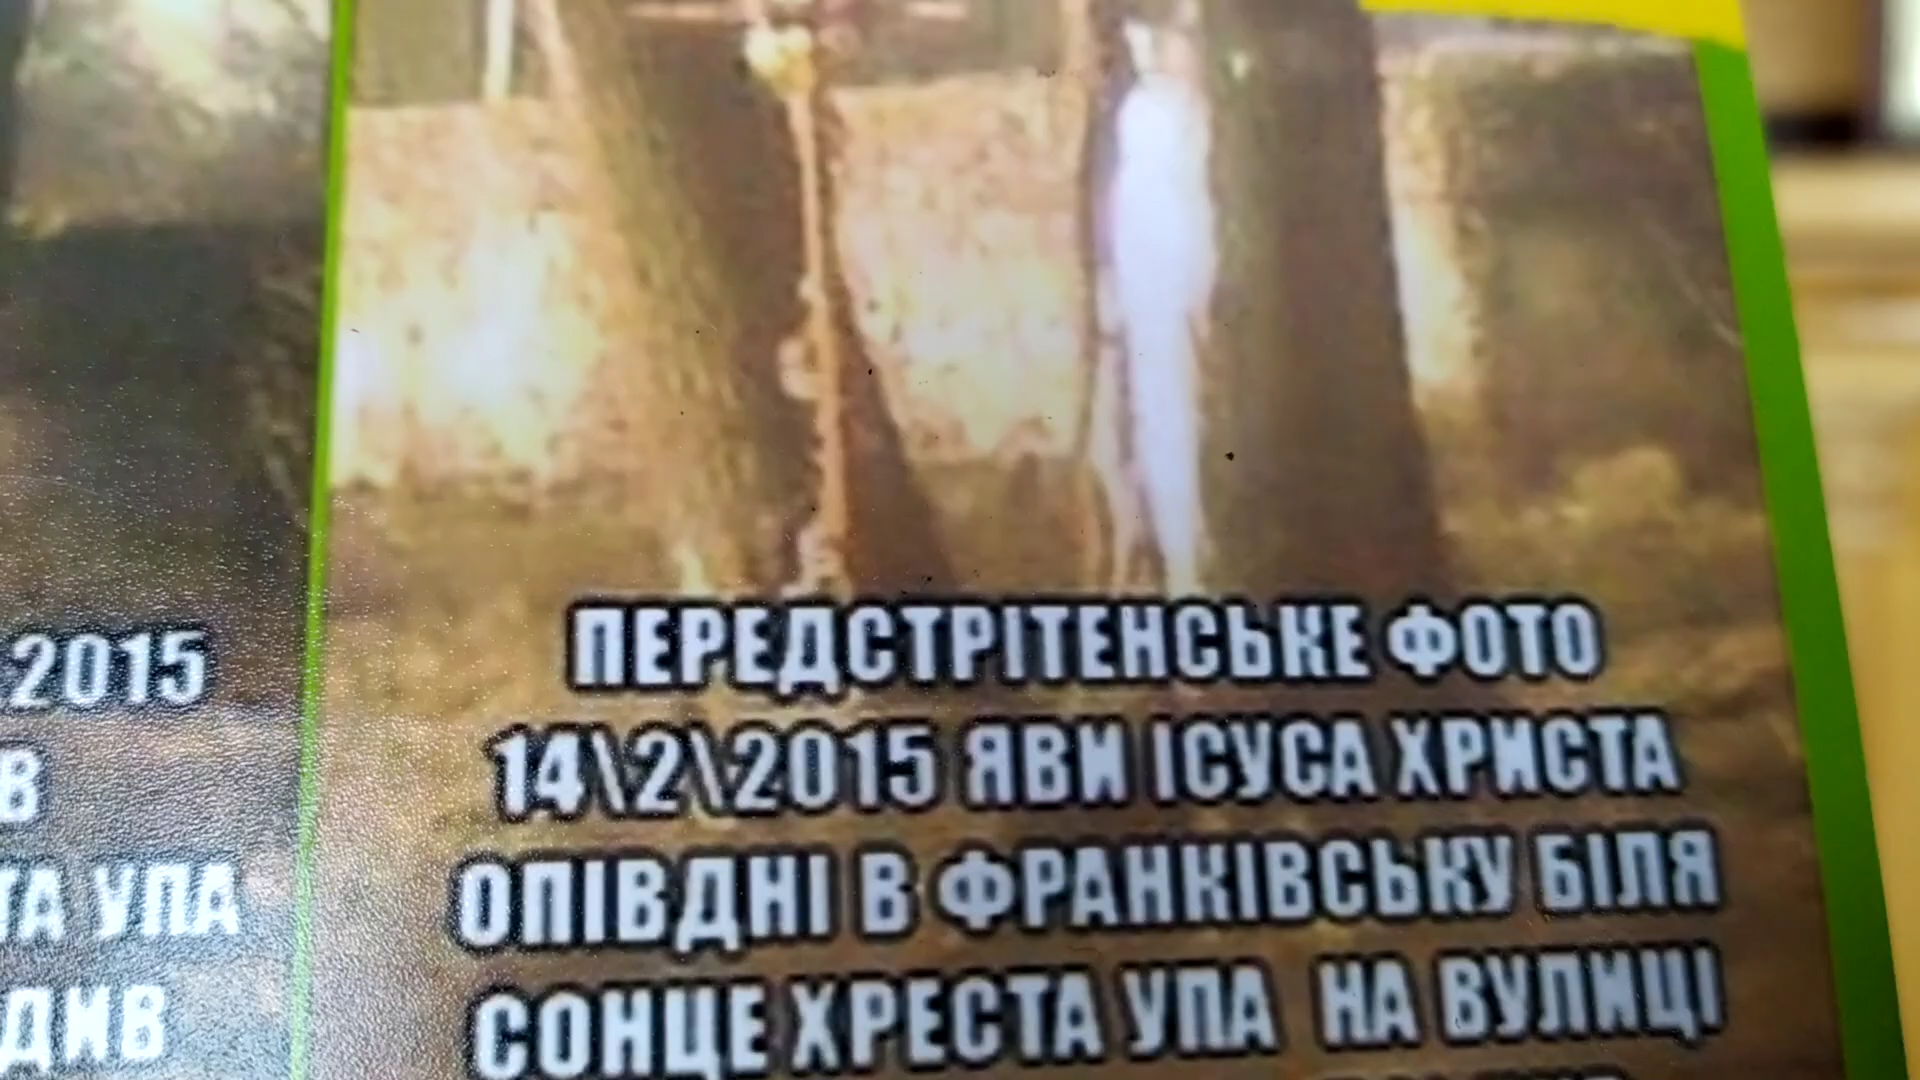 2015
В
ТА УПА
ДИВ
ПЕРЕДСТРІТЕНСЬКЕ ФОТО
14\2\2015 ЯВИ ІСУСА ХРИСТА
ОПІВДНІ В ФРАНКІВСЬКУ БІЛЯ
СОНЦЕ ХРЕСТА УПА НА ВУЛИЦІ